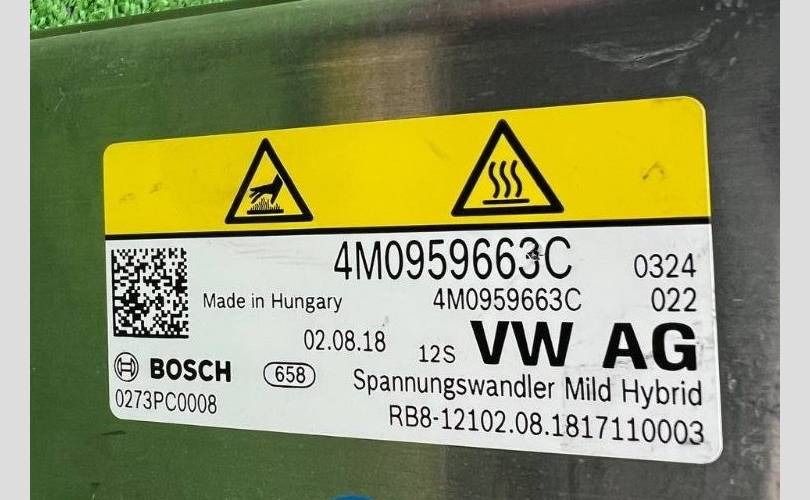 4M0959663C 0324
Made in Hungary 4M0959663C 022
02.08.18 12S VW AG
BOSCH 658 Spannungswandler Mild Hybrid
0273PC0008 RB8-12102.08.1817110003